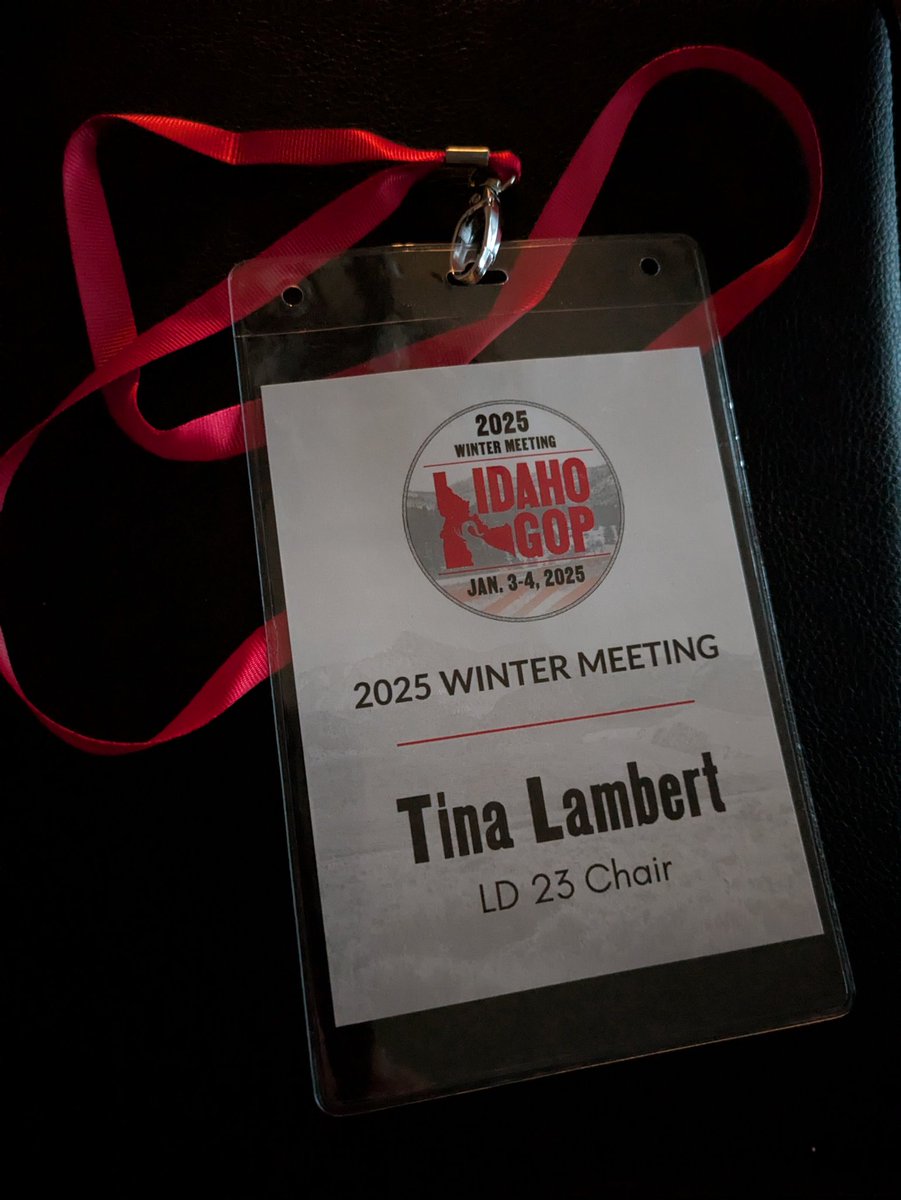 2025
WINTER MEETING
IDAHO
GOP
JAN. 3-4, 2025
2025 WINTER MEETING
Tina Lambert
LD 23 Chair